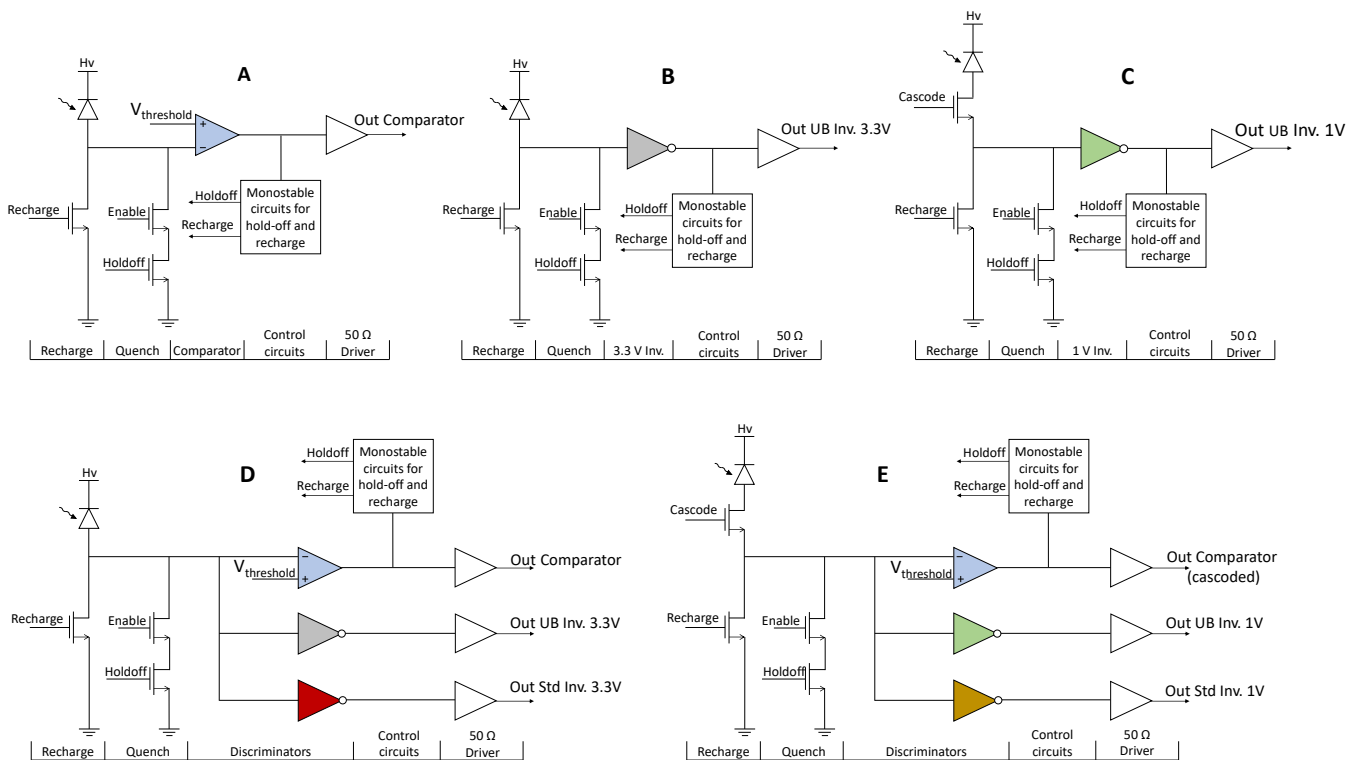 A
Hv
V threshold
+
−
Out Comparator
Recharge
Enable
Holdoff
Holdoff
Recharge
Monostable
circuits for
hold-off and
recharge
Recharge
Quench
Comparator
Control
circuits
50 Ω
Driver
B
Hv
Out UB Inv. 3.3V
Recharge
Enable
Holdoff
Holdoff
Recharge
Monostable
circuits for
hold-off and
recharge
Recharge
Quench
3.3 V Inv.
Control
circuits
50 Ω
Driver
C
Hv
Cascode
Out UB Inv. 1V
Recharge
Enable
Holdoff
Holdoff
Recharge
Monostable
circuits for
hold-off and
recharge
Recharge
Quench
1 V Inv.
Control
circuits
50 Ω
Driver
D
Hv
Holdoff
Recharge
Monostable
circuits for
hold-off and
recharge
−
V threshold
+
Out Comparator
Recharge
Enable
Holdoff
Out UB Inv. 3.3V
Out Std Inv. 3.3V
Recharge
Quench
Discriminators
Control
circuits
50 Ω
Driver
E
Hv
Cascode
Holdoff
Recharge
Monostable
circuits for
hold-off and
recharge
−
V threshold
+
Out Comparator
(cascoded)
Recharge
Enable
Holdoff
Out UB Inv. 1V
Out Std Inv. 1V
Recharge
Quench
Discriminators
Control
circuits
50 Ω
Driver